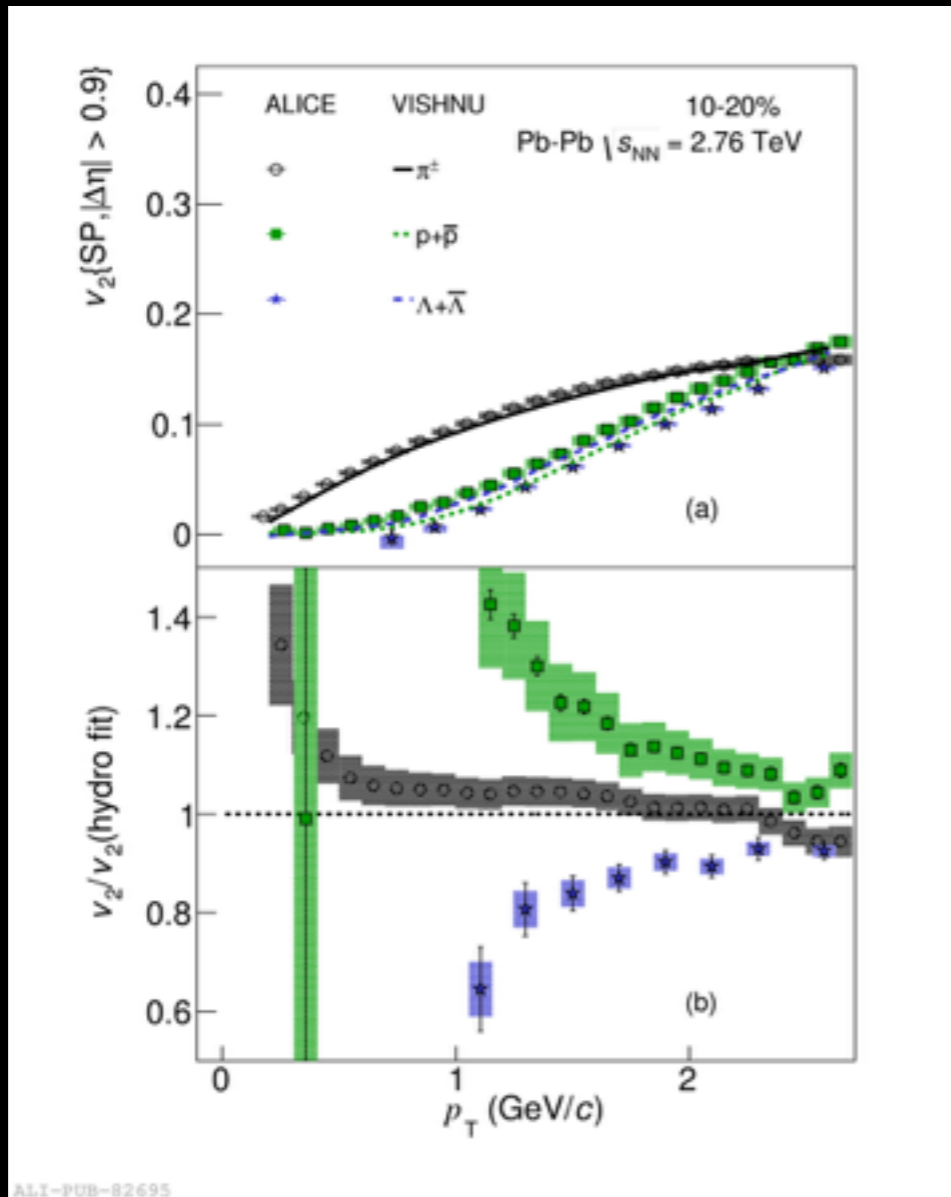 ALICE VISHNU 10-20%
Pb-Pb √s_NN = 2.76 TeV
π±
p+p̅
Λ+Λ̅
v₂{SP,|Δη| > 0.9}
0.4
0.3
0.2
0.1
0
(a)
v₂/v₂(hydro fit)
1.4
1.2
1
0.8
0.6
(b)
0 1 2
p_T (GeV/c)
ALI-PUB-82695